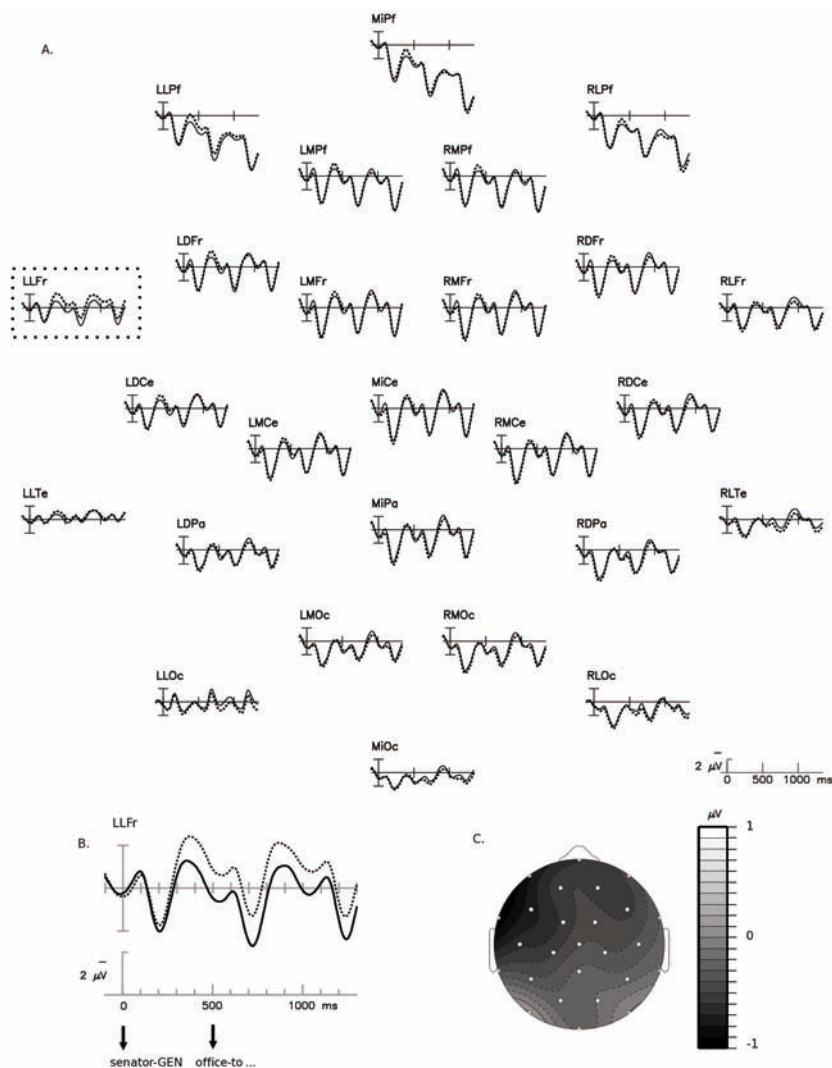 MiPf
A.
LLPf
RLPf
LMPf
RMPf
LDFr
RDFr
LLFr
LMFr
RMFr
RLFr
LDCe
MiCe
RDCe
LMCe
RMCe
LLTe
MiPa
RLTe
LDPa
RDPa
LMOc
RMOc
LLOc
RLOc
MiOc
2 μV
0 500 1000 ms
B.
LLFr
2 μV
0 500 1000 ms
senator-GEN office-to ...
C.
μV
1
0
-1